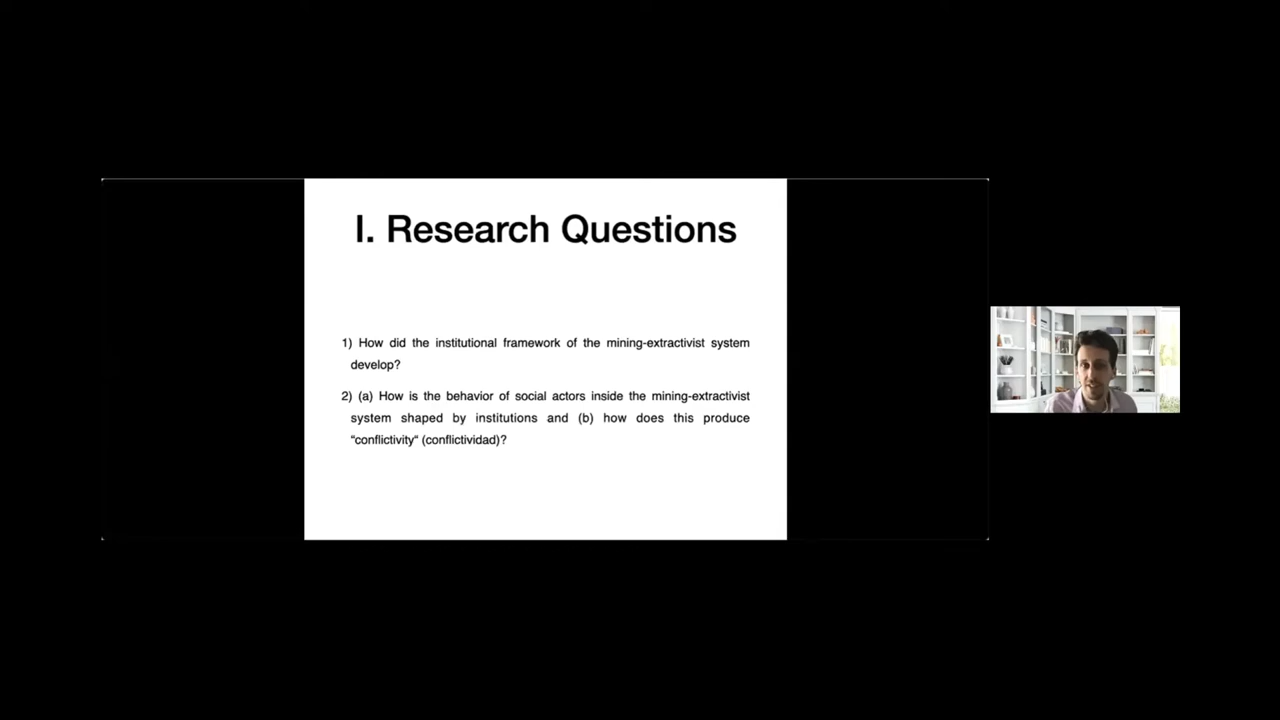 I. Research Questions
1) How did the institutional framework of the mining-extractivist system
develop?
2) (a) How is the behavior of social actors inside the mining-extractivist
system shaped by institutions and (b) how does this produce
“conflictivity“ (conflictividad)?